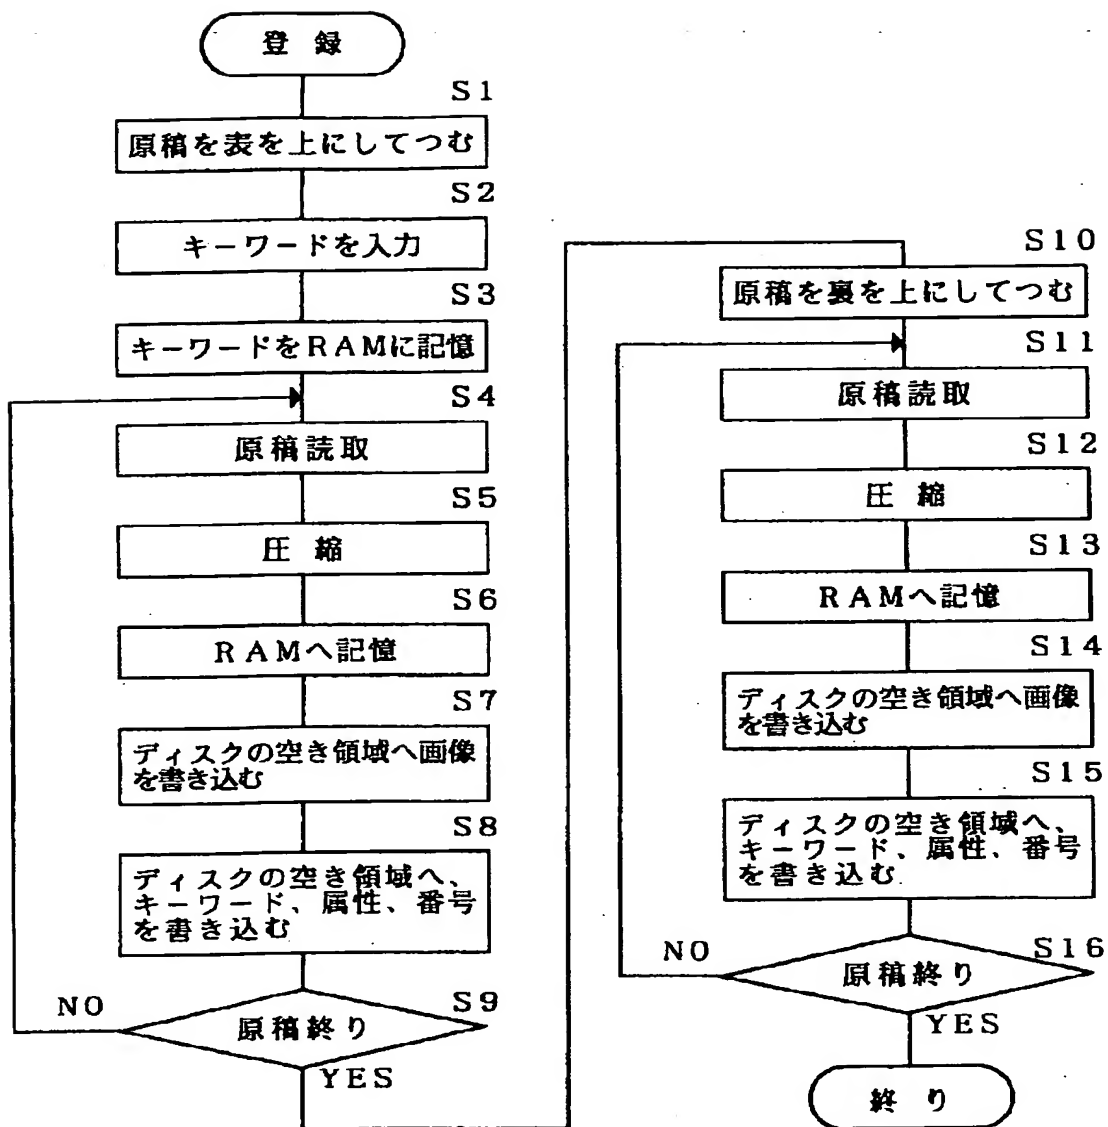 登 録
S1
原稿を表を上にしてつむ
S2
キーワードを入力
S3
キーワードをRAMに記憶
S4
原稿読取
S5
圧 縮
S6
RAMへ記憶
S7
ディスクの空き領域へ画像
を書き込む
S8
ディスクの空き領域へ、
キーワード、属性、番号
を書き込む
S9
NO
原稿終り
YES
S10
原稿を裏を上にしてつむ
S11
原稿読取
S12
圧 縮
S13
RAMへ記憶
S14
ディスクの空き領域へ画像
を書き込む
S15
ディスクの空き領域へ、
キーワード、属性、番号
を書き込む
S16
NO
原稿終り
YES
終 り